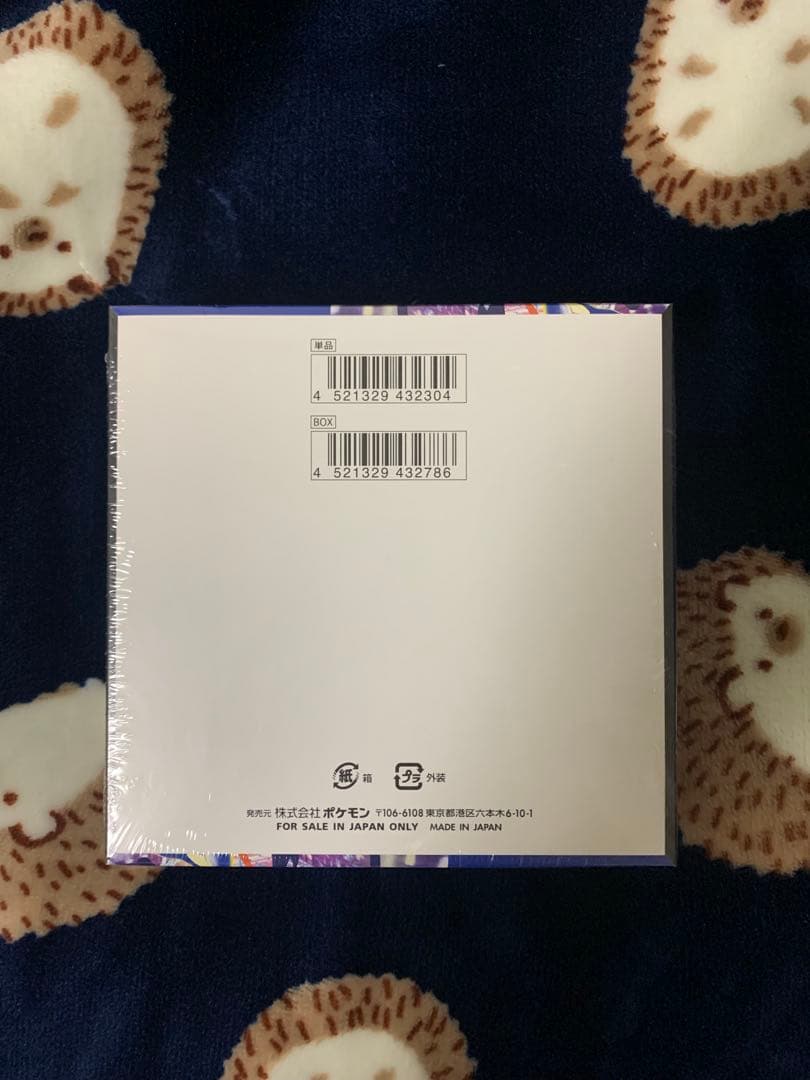 単品
4 521329 432304
BOX
4 521329 432786
紙 箱 プラ 外装
発売元 株式会社ポケモン 〒106-6108 東京都港区六本木6-10-1
FOR SALE IN JAPAN ONLY MADE IN JAPAN